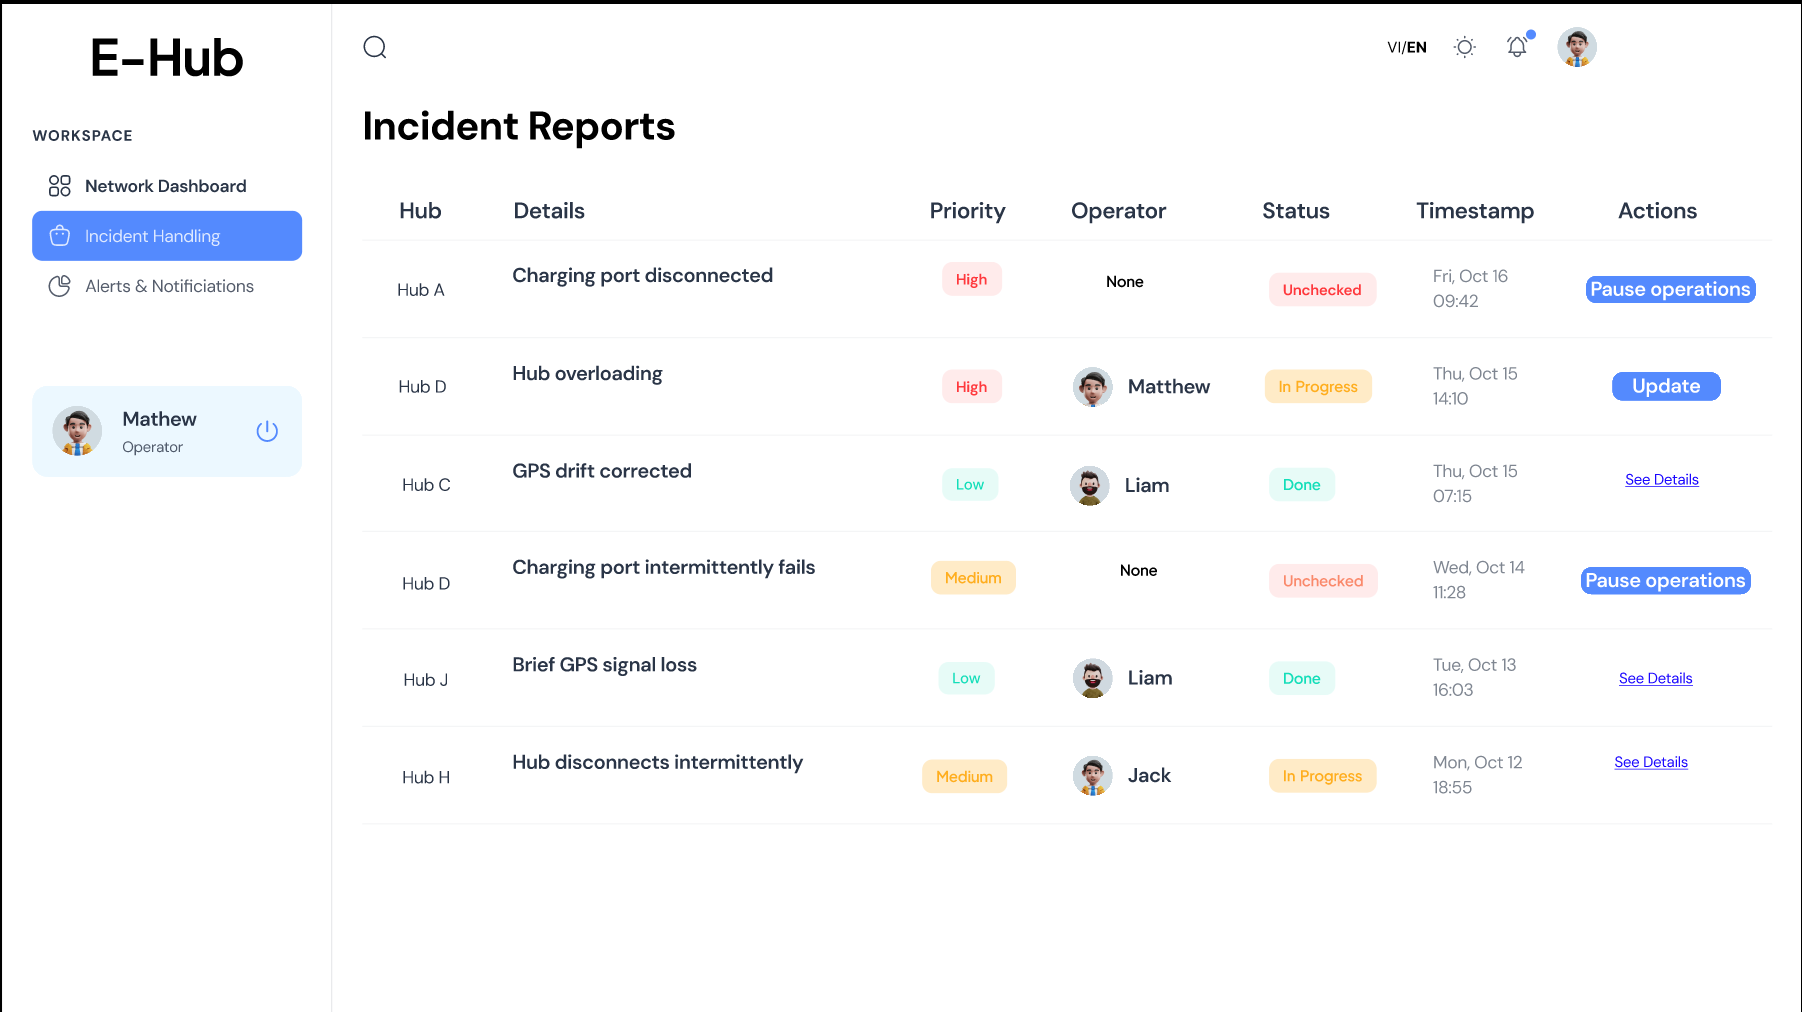 E-Hub
VI/EN
WORKSPACE
Network Dashboard
Incident Handling
Alerts & Notificiations
Mathew
Operator
Incident Reports
Hub Details Priority Operator Status Timestamp Actions
Hub A Charging port disconnected High None Unchecked Fri, Oct 16 Pause operations
09:42
Hub D Hub overloading High Matthew In Progress Thu, Oct 15 Update
14:10
Hub C GPS drift corrected Low Liam Done Thu, Oct 15 See Details
07:15
Hub D Charging port intermittently fails Medium None Unchecked Wed, Oct 14 Pause operations
11:28
Hub J Brief GPS signal loss Low Liam Done Tue, Oct 13 See Details
16:03
Hub H Hub disconnects intermittently Medium Jack In Progress Mon, Oct 12 See Details
18:55